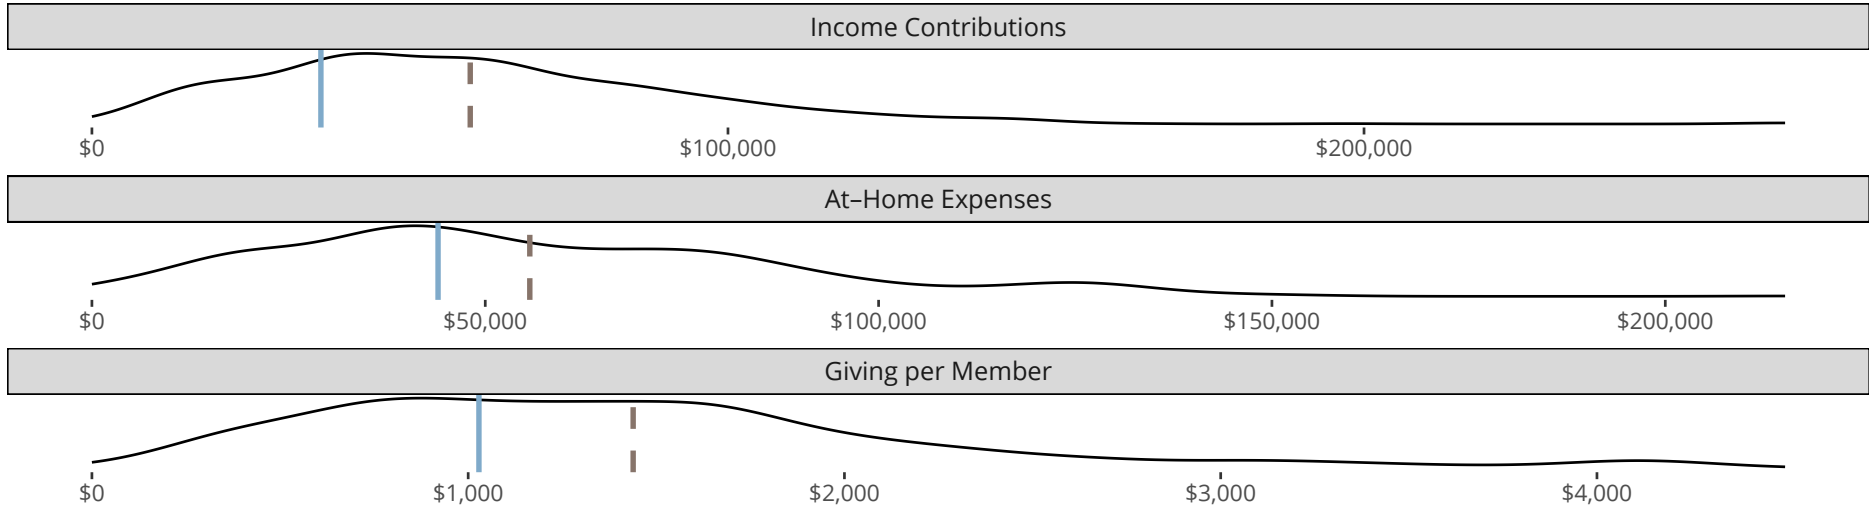 Income Contributions
$0 $100,000 $200,000
At–Home Expenses
$0 $50,000 $100,000 $150,000 $200,000
Giving per Member
$0 $1,000 $2,000 $3,000 $4,000